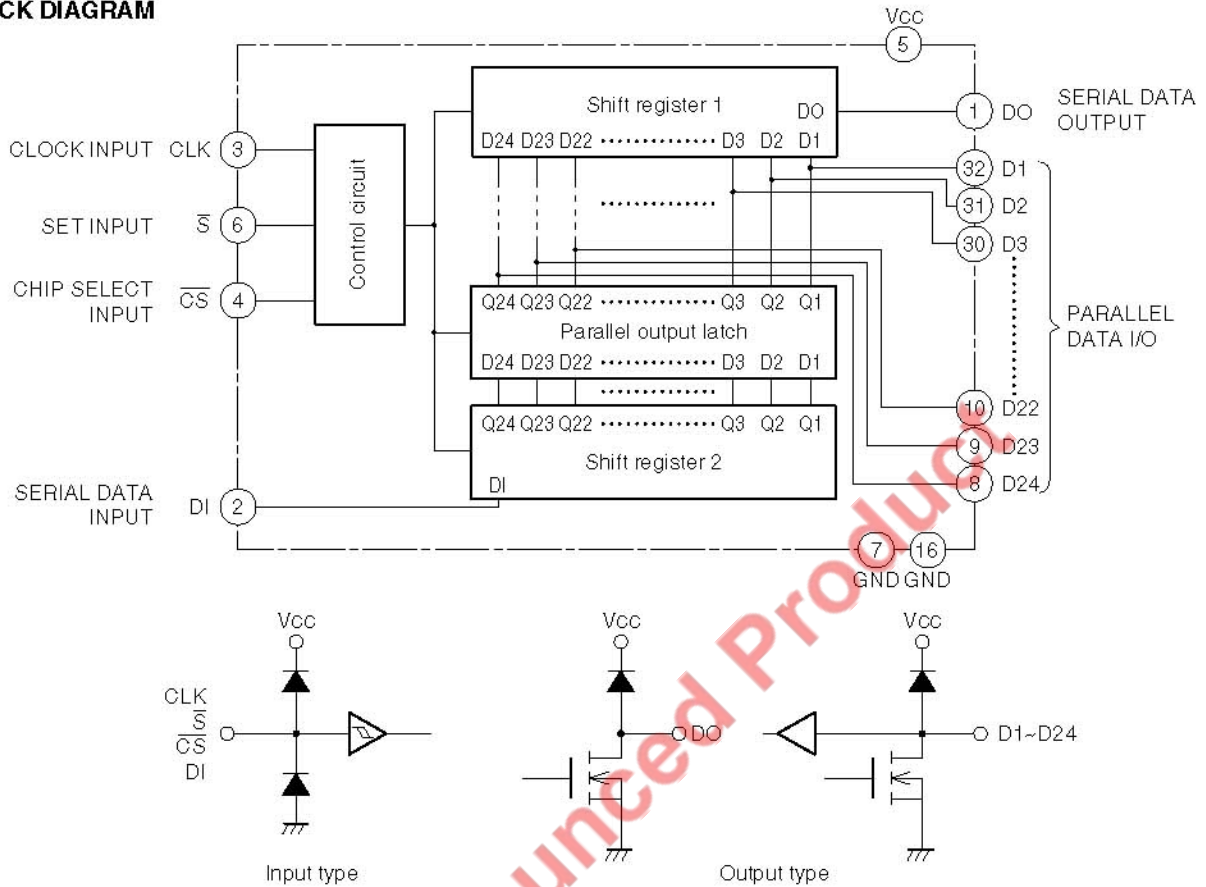 CK DIAGRAM
Vcc
5
Shift register 1
DO
1
DO
SERIAL DATA
OUTPUT
D24 D23 D22 D3 D2 D1
CLOCK INPUT CLK 3
SET INPUT S̅ 6
CHIP SELECT
INPUT
C̅S̅ 4
Control circuit
32 D1
31 D2
30 D3
Q24 Q23 Q22 Q3 Q2 Q1
Parallel output latch
D24 D23 D22 D3 D2 D1
PARALLEL
DATA I/O
Q24 Q23 Q22 Q3 Q2 Q1
Shift register 2
DI
10 D22
9 D23
8 D24
SERIAL DATA
INPUT
DI 2
7 16
GND GND
Vcc
CLK
S̅
C̅S̅
DI
Input type
Vcc
DO
Vcc
D1~D24
Output type
unced Product